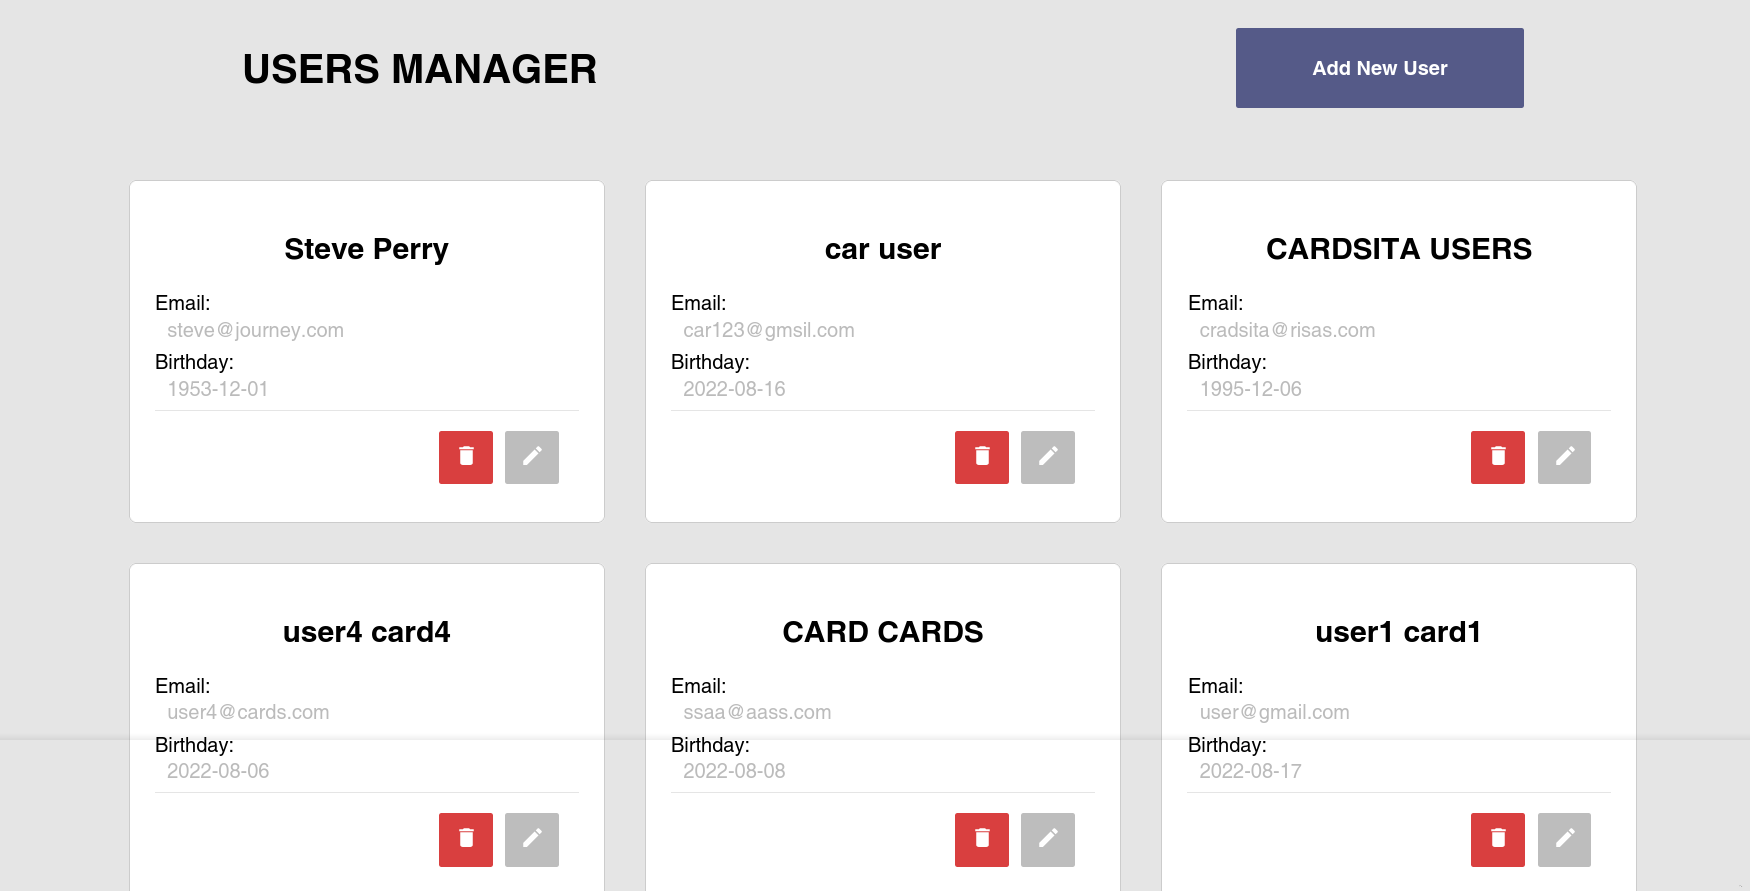 USERS MANAGER
Add New User
Steve Perry
Email:
steve@journey.com
Birthday:
1953-12-01
car user
Email:
car123@gmsil.com
Birthday:
2022-08-16
CARDSITA USERS
Email:
cradsita@risas.com
Birthday:
1995-12-06
user4 card4
Email:
user4@cards.com
Birthday:
2022-08-06
CARD CARDS
Email:
ssaa@aass.com
Birthday:
2022-08-08
user1 card1
Email:
user@gmail.com
Birthday:
2022-08-17